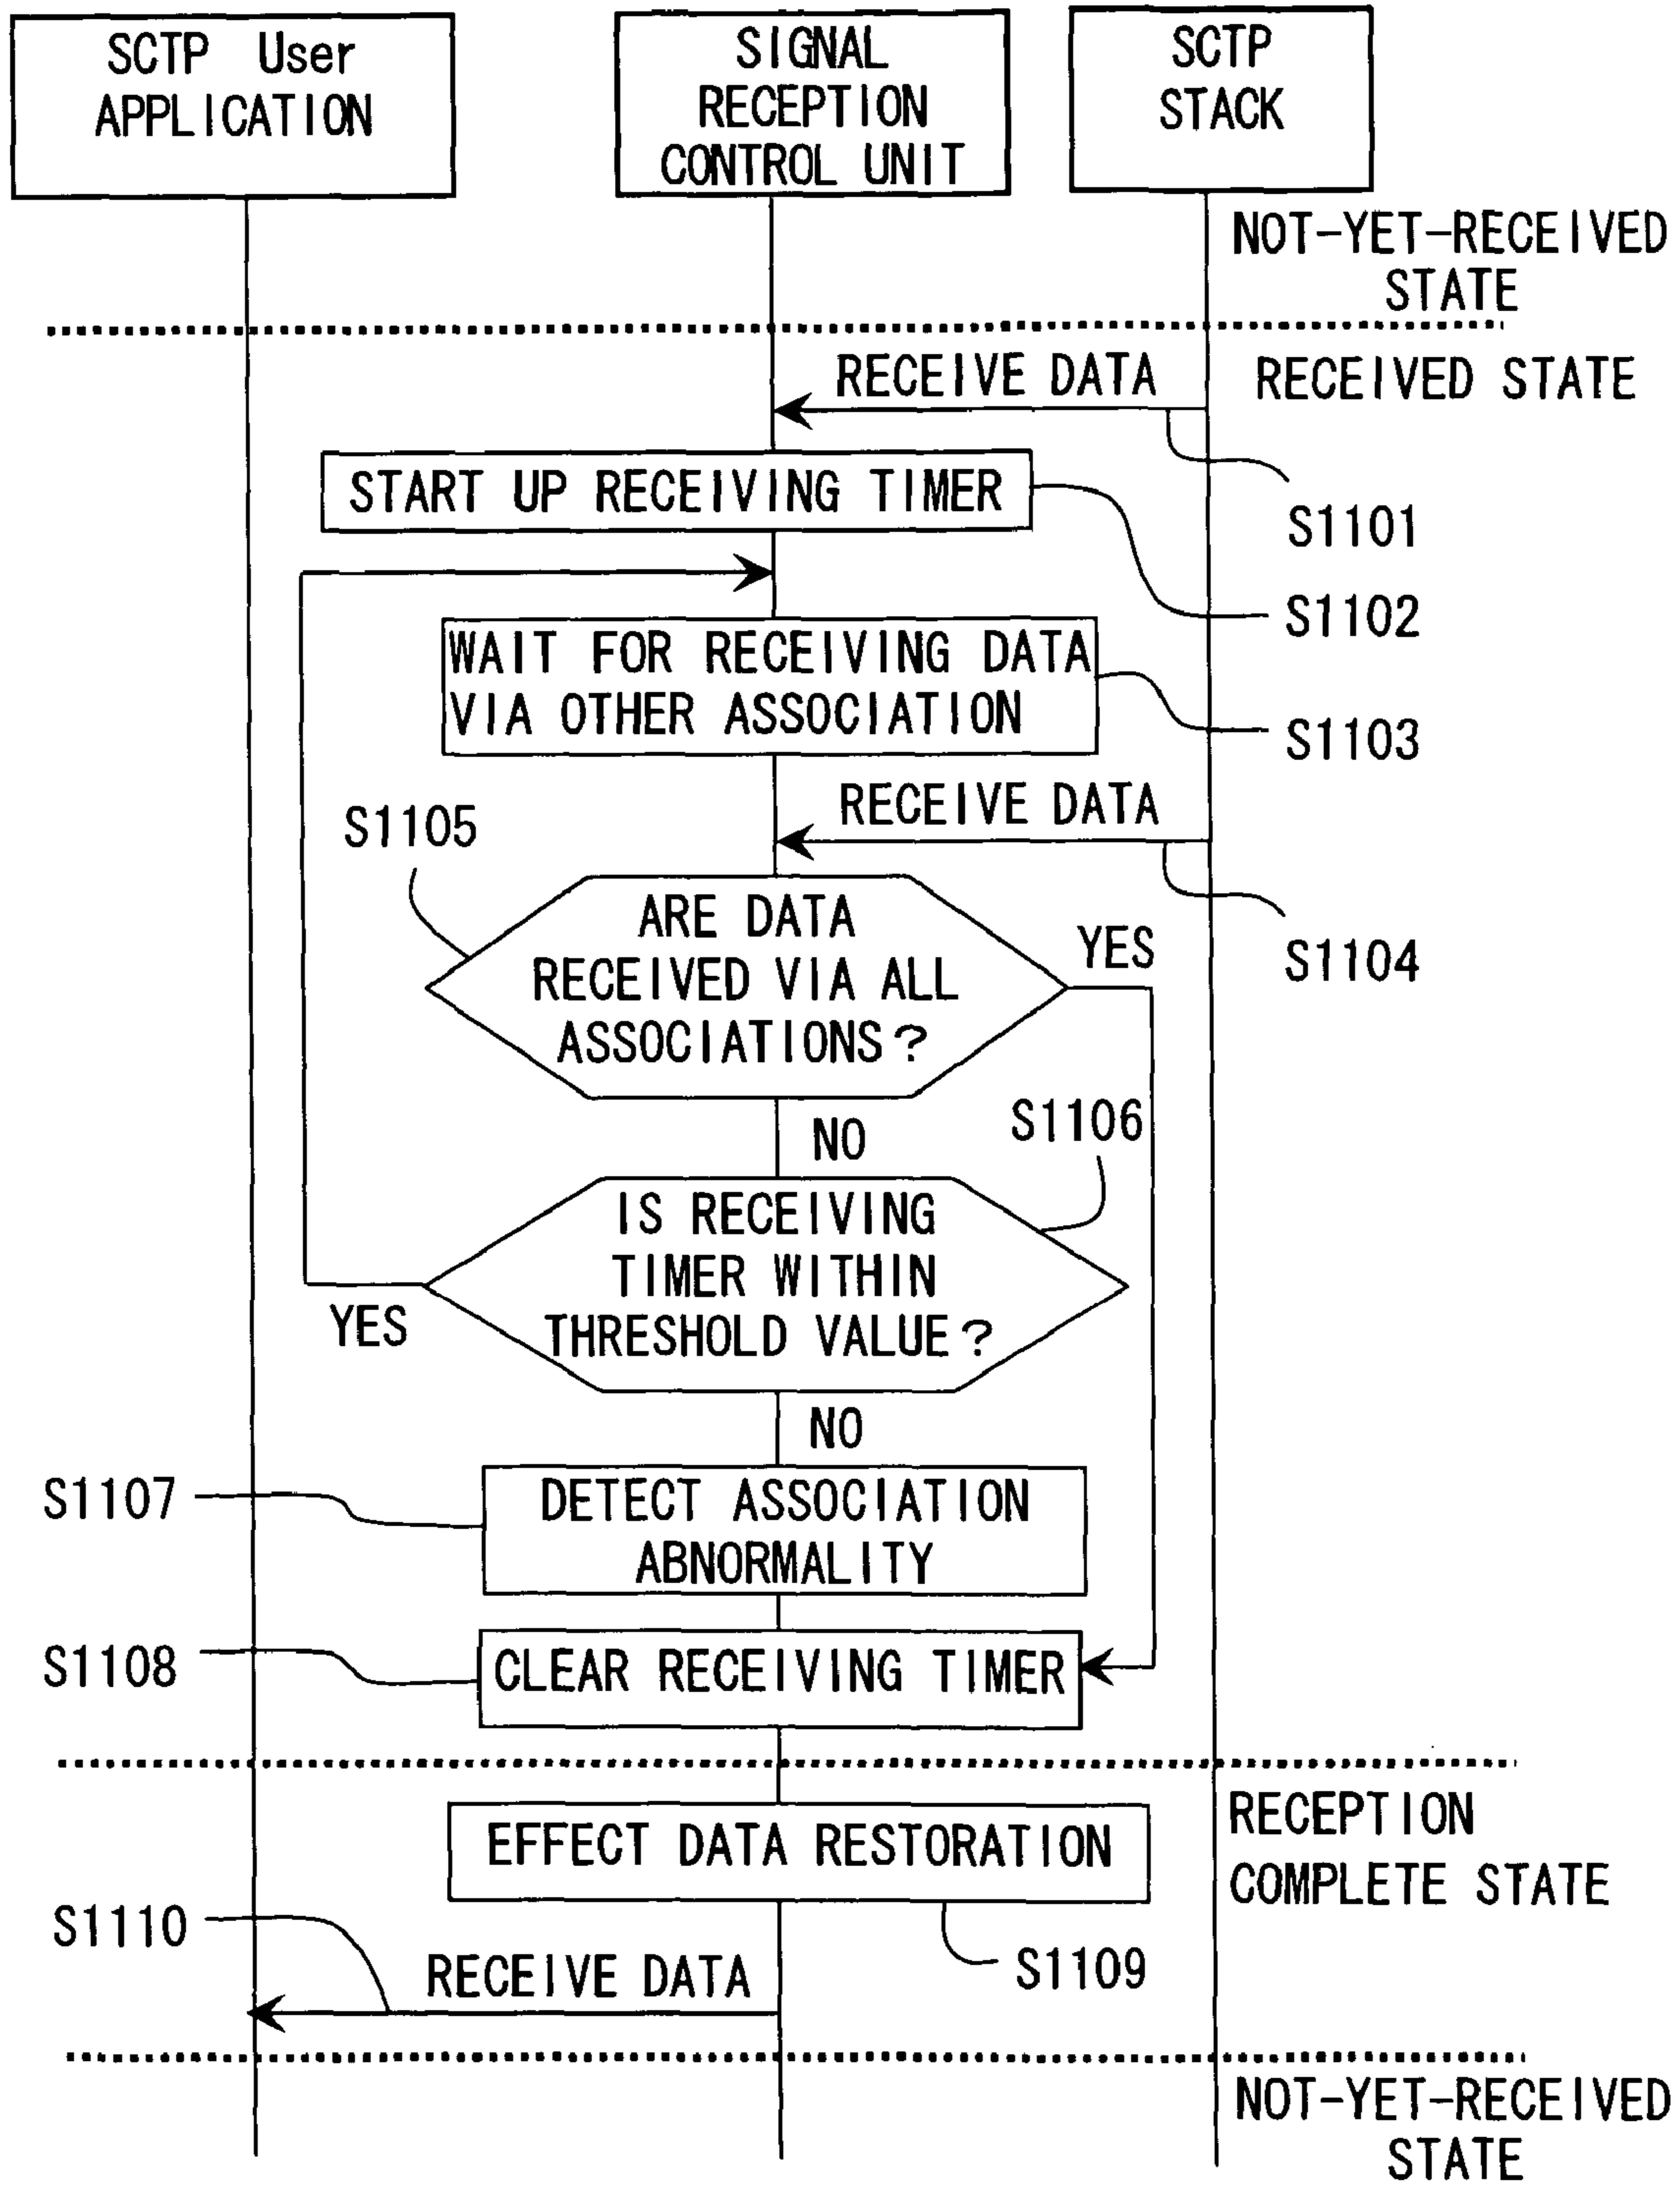 SCTP User
APPLICATION
SIGNAL
RECEPTION
CONTROL UNIT
SCTP
STACK
NOT-YET-RECEIVED
STATE
RECEIVE DATA
RECEIVED STATE
START UP RECEIVING TIMER
S1101
S1102
WAIT FOR RECEIVING DATA
VIA OTHER ASSOCIATION
S1103
RECEIVE DATA
S1105
ARE DATA
RECEIVED VIA ALL
ASSOCIATIONS?
YES
S1104
NO
S1106
IS RECEIVING
TIMER WITHIN
THRESHOLD VALUE?
YES
NO
S1107
DETECT ASSOCIATION
ABNORMALITY
S1108
CLEAR RECEIVING TIMER
RECEPTION
COMPLETE STATE
EFFECT DATA RESTORATION
S1110
S1109
RECEIVE DATA
NOT-YET-RECEIVED
STATE